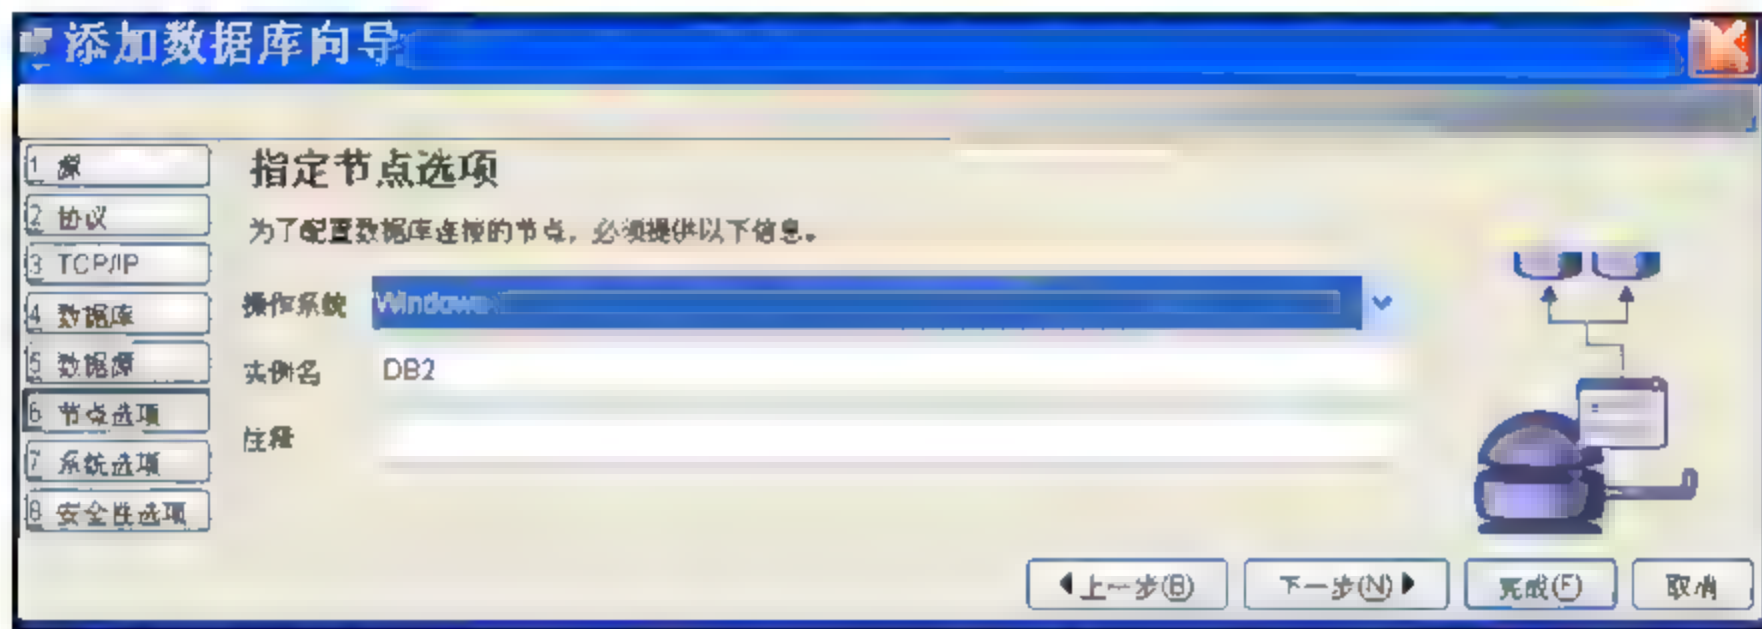 添加数据库向导
1 源
2 协议
3 TCP/IP
4 数据库
5 数据源
6 节点选项
7 系统选项
8 安全性选项
指定节点选项
为了配置数据库连接的节点，必须提供以下信息。
操作系统 Windows
实例名 DB2
注释
上一步(B) 下一步(N) 完成(F) 取消